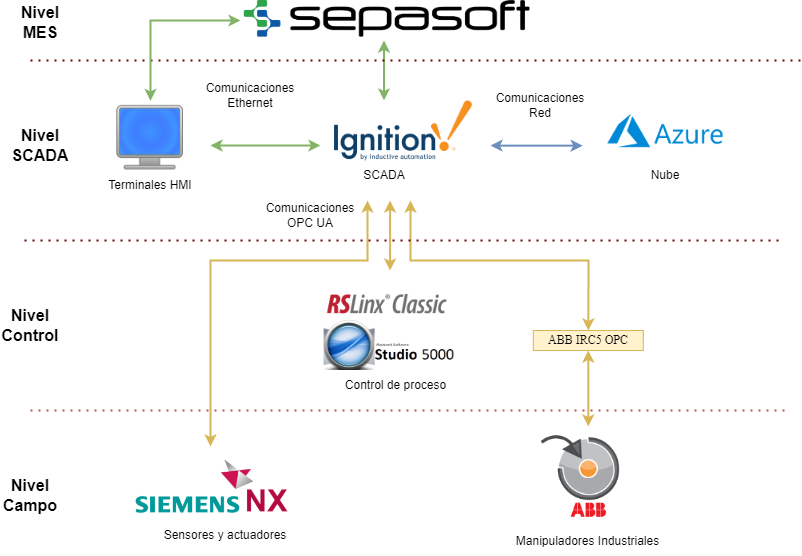 Nivel
MES
sepasoft
Comunicaciones
Ethernet
Comunicaciones
Red
Nivel
SCADA
Ignition!
by inductive automation
Azure
Terminales HMI
SCADA
Nube
Comunicaciones
OPC UA
Nivel
Control
RSLinx® Classic
Rockwell Software
Studio 5000
ABB IRC5 OPC
Control de proceso
Nivel
Campo
SIEMENS NX
ABB
Sensores y actuadores
Manipuladores Industriales